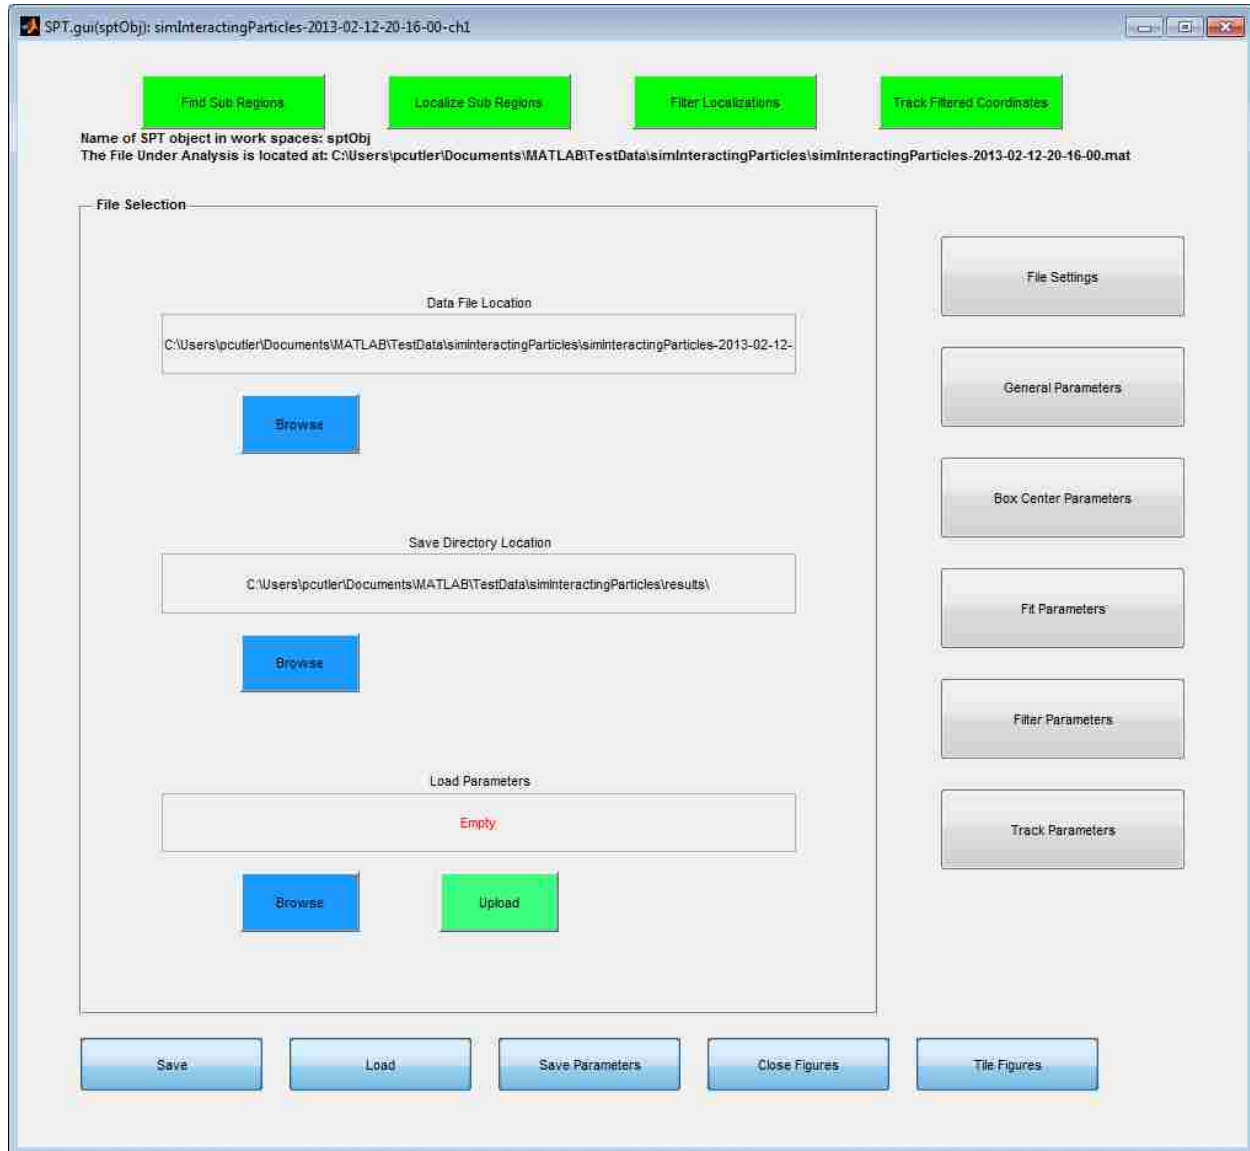 SPT.gui(sptObj): simInteractingParticles-2013-02-12-20-16-00-ch1
Find Sub Regions
Localize Sub Regions
Filter Localizations
Track Filtered Coordinates
Name of SPT object in work spaces: sptObj
The File Under Analysis is located at: C:\Users\pcutler\Documents\MATLAB\TestData\simInteractingParticles\simInteractingParticles-2013-02-12-20-16-00.mat
File Selection
Data File Location
C:\Users\pcutler\Documents\MATLAB\TestData\simInteractingParticles\simInteractingParticles-2013-02-12-
Browse
Save Directory Location
C:\Users\pcutler\Documents\MATLAB\TestData\simInteractingParticles\results\
Browse
Load Parameters
Empty
Browse
Upload
File Settings
General Parameters
Box Center Parameters
Fit Parameters
Filter Parameters
Track Parameters
Save
Load
Save Parameters
Close Figures
Tile Figures